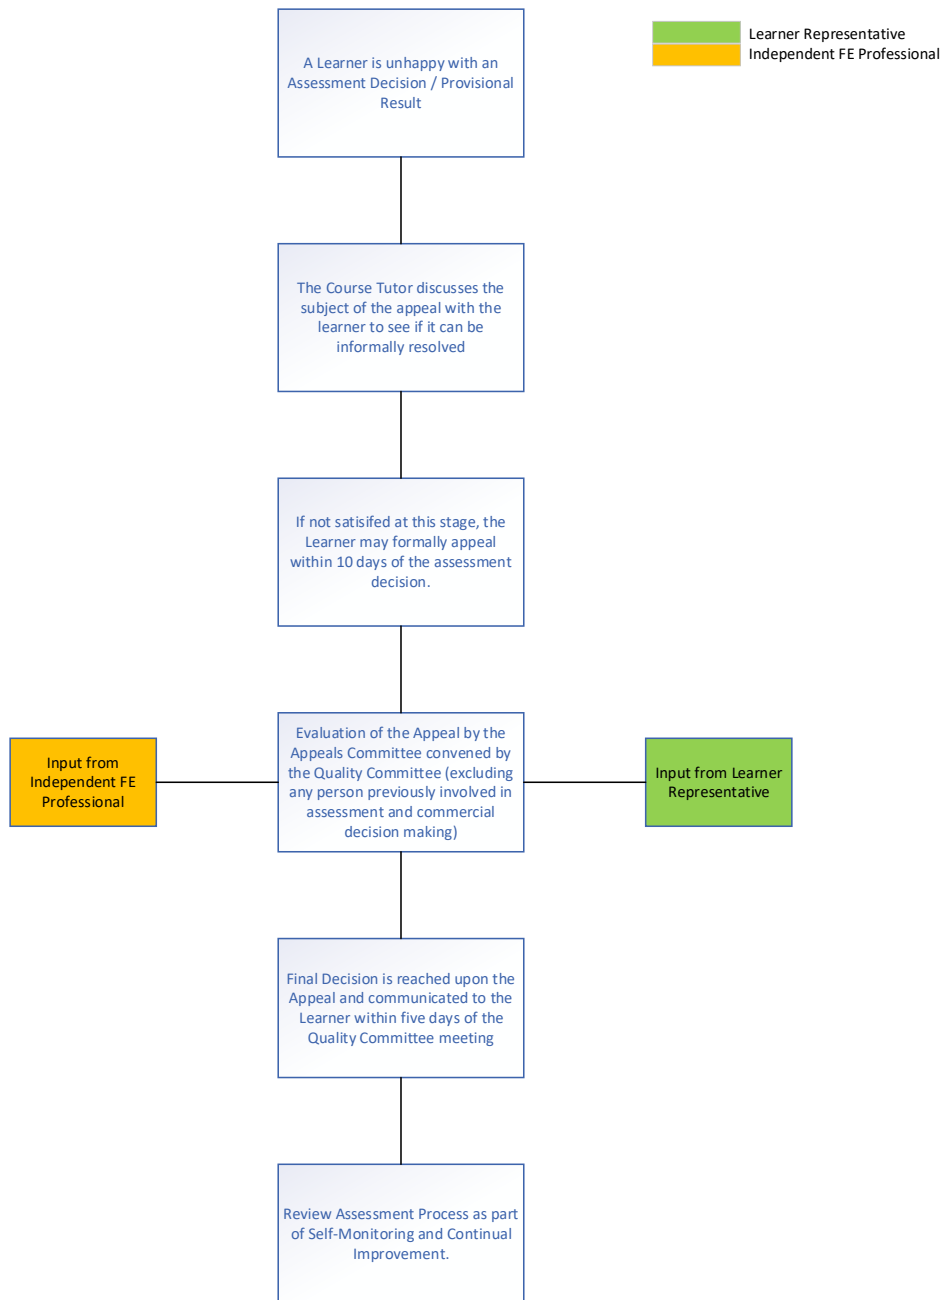 Learner Representative
Independent FE Professional
A Learner is unhappy with an
Assessment Decision / Provisional
Result
The Course Tutor discusses the
subject of the appeal with the
learner to see if it can be
informally resolved
If not satisifed at this stage, the
Learner may formally appeal
within 10 days of the assessment
decision.
Input from
Independent FE
Professional
Evaluation of the Appeal by the
Appeals Committee convened by
the Quality Committee (excluding
any person previously involved in
assessment and commercial
decision making)
Input from Learner
Representative
Final Decision is reached upon the
Appeal and communicated to the
Learner within five days of the
Quality Committee meeting
Review Assessment Process as part
of Self-Monitoring and Continual
Improvement.